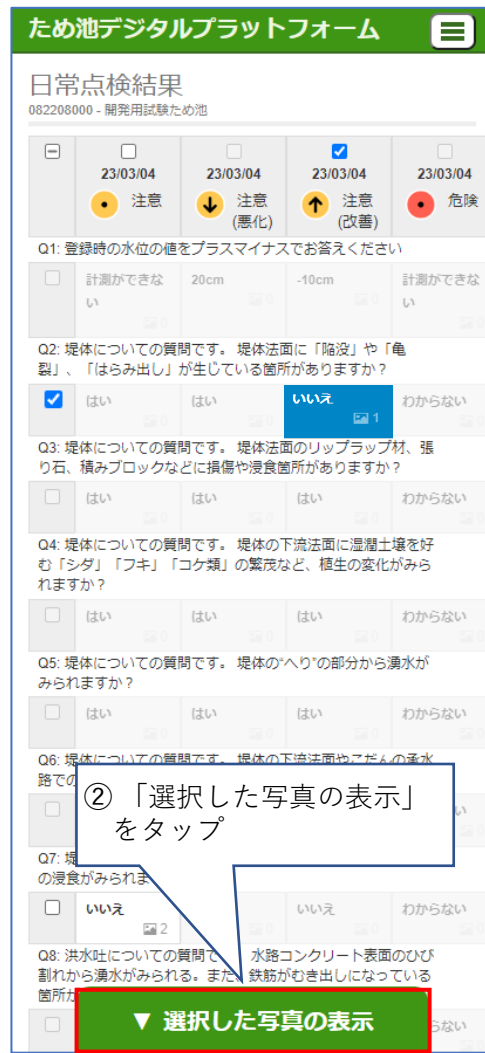 ため池デジタルプラットフォーム
日常点検結果
082208000 - 開発用試験ため池
23/03/04 23/03/04 23/03/04 23/03/04
注意 注意 注意 危険
(悪化) (改善)
Q1: 登録時の水位の値をプラスマイナスでお答えください
計測ができな 20cm -10cm 計測ができな
い い
0 0 0 0
Q2: 堤体についての質問です。 堤体法面に「陥没」や「亀
裂」、「はらみ出し」が生じている箇所がありますか？
はい はい いいえ わからない
0 0 1 0
Q3: 堤体についての質問です。 堤体法面のリップラップ材、張
り石、積みブロックなどに損傷や浸食箇所がありますか？
はい はい はい わからない
0 0 0 0
Q4: 堤体についての質問です。 堤体の下流法面に湿潤土壌を好
む「シダ」「フキ」「コケ類」の繁茂など、植生の変化がみら
れますか？
はい はい はい わからない
0 0 0 0
Q5: 堤体についての質問です。 堤体の“へり”の部分から湧水が
みられますか？
はい はい はい わからない
0 0 0 0
Q6: 堤体についての質問です。 堤体の下流法面やこだんの承水
路での
② 「選択した写真の表示」
をタップ
い
Q7: 堤
の浸食がみられま
いいえ いいえ わからない
2 0 0 0
Q8: 洪水吐についての質問で 水路コンクリート表面のひび
割れから湧水がみられる。また 鉄筋がむき出しになっている
箇所か
▼ 選択した写真の表示
らない